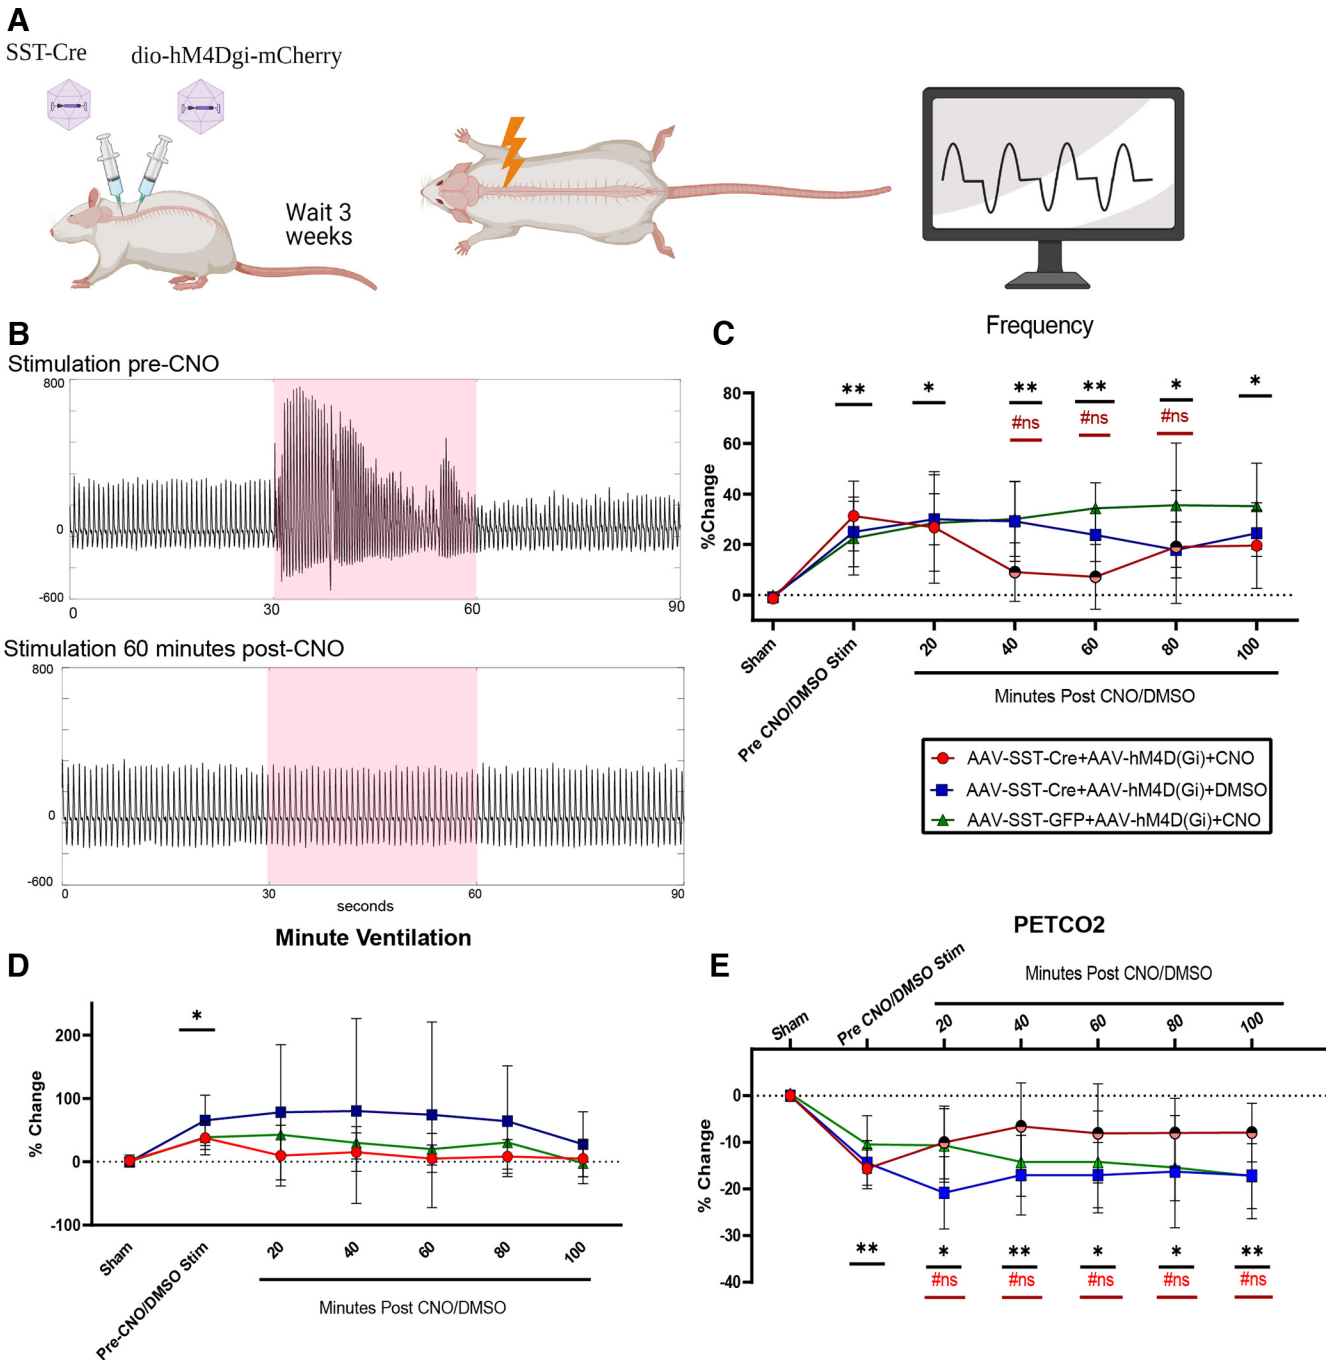 A
SST-Cre
dio-hM4Dgi-mCherry
Wait 3
weeks
B
Stimulation pre-CNO
800
0
-600
0
30
60
90
Stimulation 60 minutes post-CNO
800
0
-600
0
30
60
90
seconds
C
Frequency
** * ** ** * *
#ns #ns #ns
80
60
40
20
0
%Change
Sham
Pre CNO/DMSO Stim
20
40
60
80
100
Minutes Post CNO/DMSO
AAV-SST-Cre+AAV-hM4D(Gi)+CNO
AAV-SST-Cre+AAV-hM4D(Gi)+DMSO
AAV-SST-GFP+AAV-hM4D(Gi)+CNO
D
Minute Ventilation
*
200
100
0
-100
% Change
Sham
Pre-CNO/DMSO Stim
20
40
60
80
100
Minutes Post CNO/DMSO
E
PETCO2
Sham
Pre CNO/DMSO Stim
Minutes Post CNO/DMSO
20
40
60
80
100
0
-10
-20
-30
-40
% Change
** * ** * * **
#ns #ns #ns #ns #ns